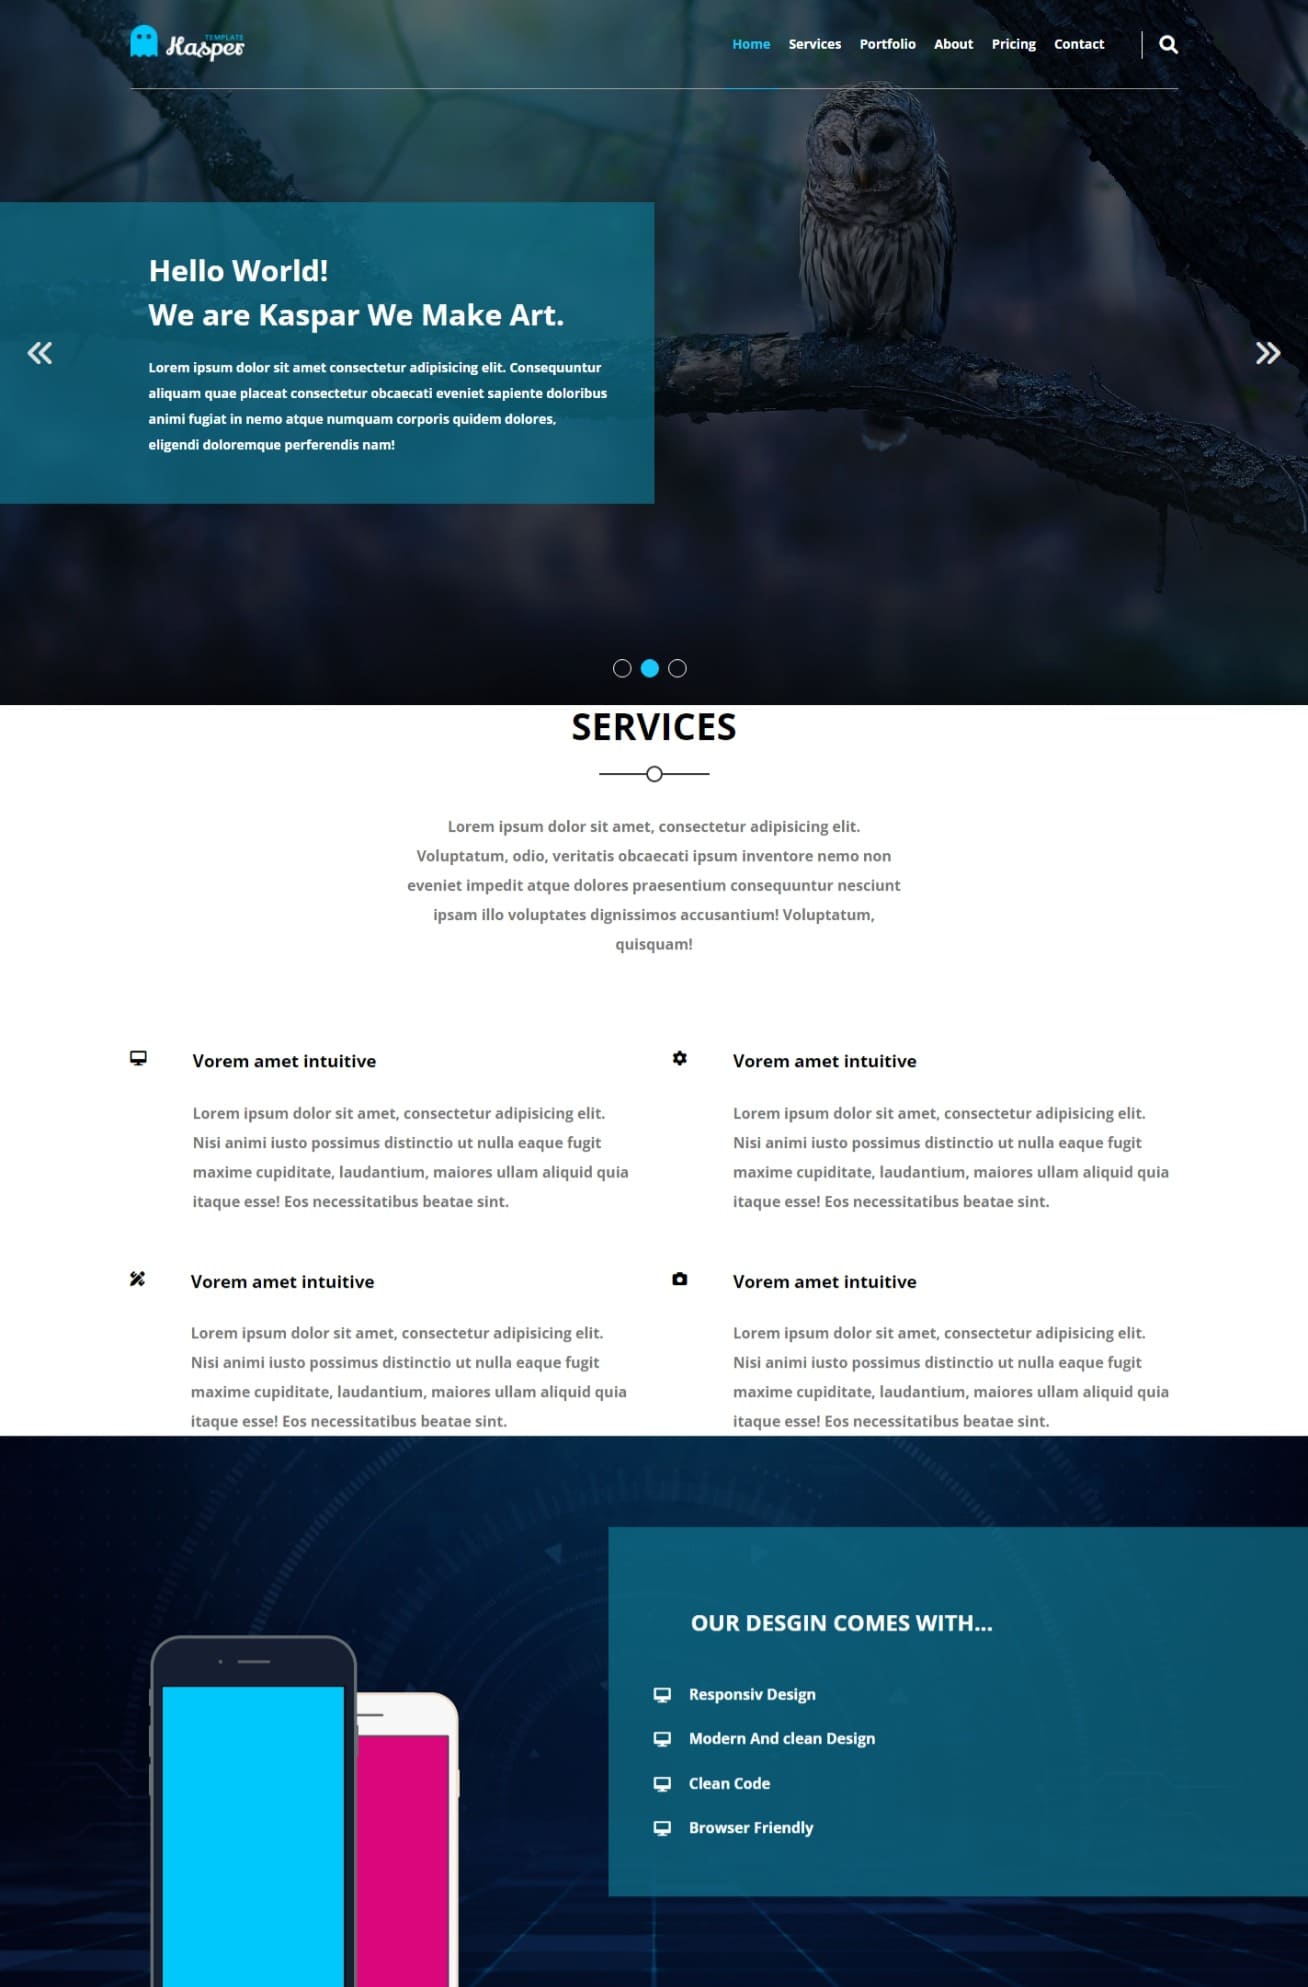 TEMPLATE
Kasper
Home Services Portfolio About Pricing Contact
Hello World!
We are Kaspar We Make Art.
Lorem ipsum dolor sit amet consectetur adipisicing elit. Consequuntur
aliquam quae placeat consectetur obcaecati eveniet sapiente doloribus
animi fugiat in nemo atque numquam corporis quidem dolores,
eligendi doloremque perferendis nam!
SERVICES
Lorem ipsum dolor sit amet, consectetur adipisicing elit.
Voluptatum, odio, veritatis obcaecati ipsum inventore nemo non
eveniet impedit atque dolores praesentium consequuntur nesciunt
ipsam illo voluptates dignissimos accusantium! Voluptatum,
quisquam!
Vorem amet intuitive
Lorem ipsum dolor sit amet, consectetur adipisicing elit.
Nisi animi iusto possimus distinctio ut nulla eaque fugit
maxime cupiditate, laudantium, maiores ullam aliquid quia
itaque esse! Eos necessitatibus beatae sint.
Vorem amet intuitive
Lorem ipsum dolor sit amet, consectetur adipisicing elit.
Nisi animi iusto possimus distinctio ut nulla eaque fugit
maxime cupiditate, laudantium, maiores ullam aliquid quia
itaque esse! Eos necessitatibus beatae sint.
Vorem amet intuitive
Lorem ipsum dolor sit amet, consectetur adipisicing elit.
Nisi animi iusto possimus distinctio ut nulla eaque fugit
maxime cupiditate, laudantium, maiores ullam aliquid quia
itaque esse! Eos necessitatibus beatae sint.
Vorem amet intuitive
Lorem ipsum dolor sit amet, consectetur adipisicing elit.
Nisi animi iusto possimus distinctio ut nulla eaque fugit
maxime cupiditate, laudantium, maiores ullam aliquid quia
itaque esse! Eos necessitatibus beatae sint.
OUR DESGIN COMES WITH...
Responsiv Design
Modern And clean Design
Clean Code
Browser Friendly